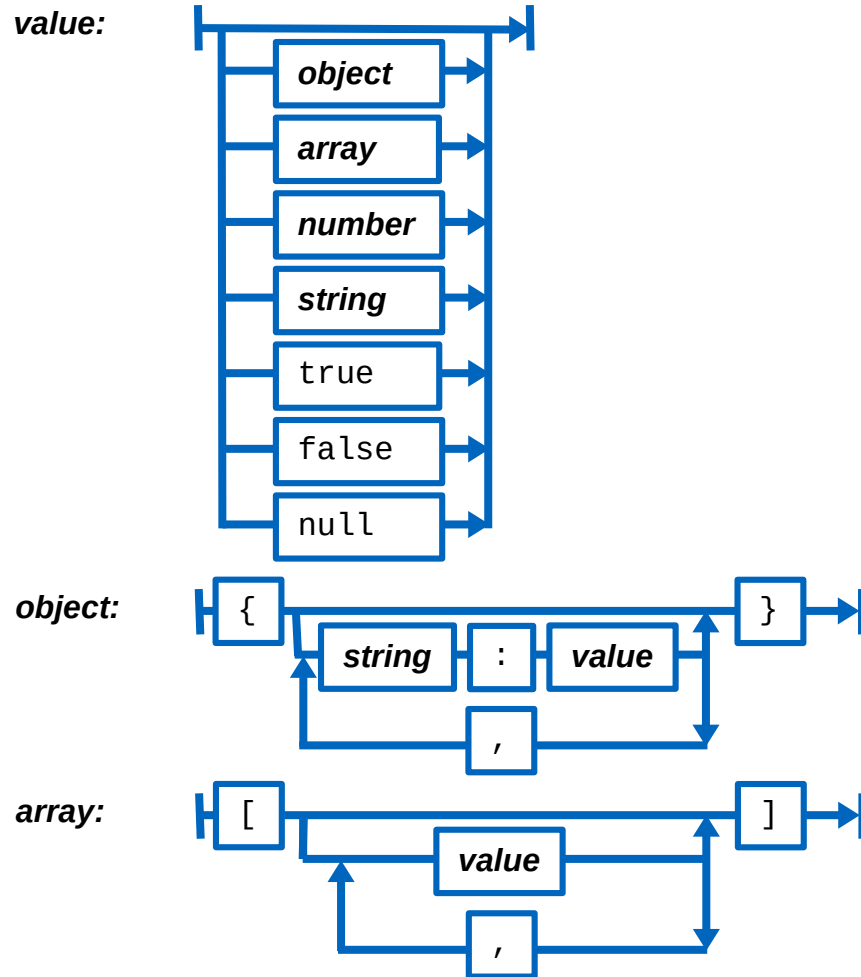 value:
object
array
number
string
true
false
null
object: { }
string : value
,
array: [ ]
value
,